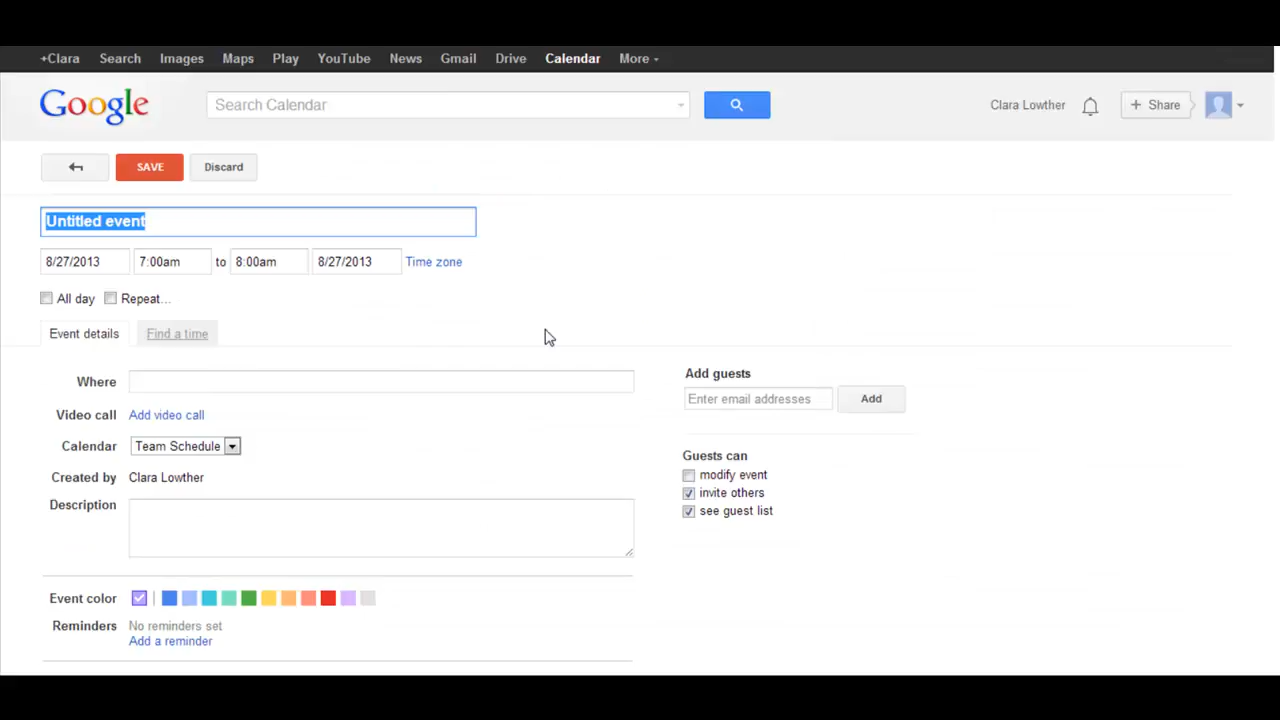 +Clara Search Images Maps Play YouTube News Gmail Drive Calendar More
Google Search Calendar Clara Lowther + Share
SAVE Discard
Untitled event
8/27/2013 7:00am to 8:00am 8/27/2013 Time zone
All day Repeat...
Event details Find a time
Where
Video call Add video call
Calendar Team Schedule
Created by Clara Lowther
Description
Event color
Reminders No reminders set
Add a reminder
Add guests
Enter email addresses Add
Guests can
modify event
invite others
see guest list